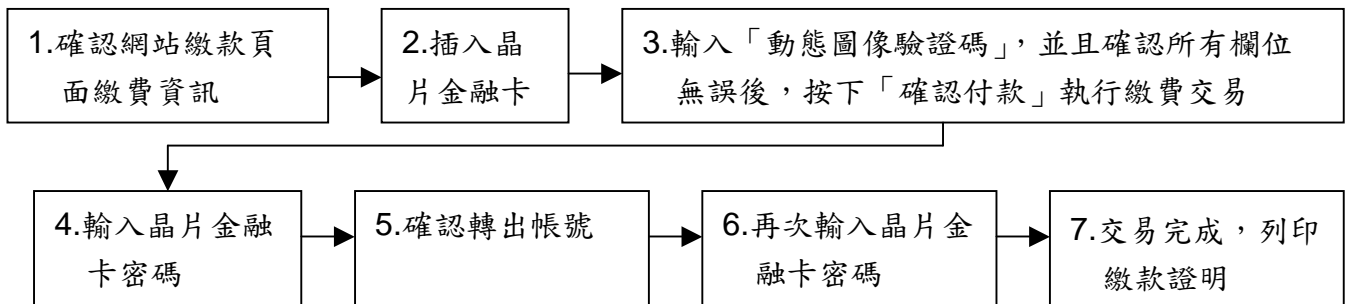 1.確認網站繳款頁
面繳費資訊
2.插入晶
片金融卡
3.輸入「動態圖像驗證碼」,並且確認所有欄位
無誤後,按下「確認付款」執行繳費交易
4.輸入晶片金融
卡密碼
5.確認轉出帳號
6.再次輸入晶片金
融卡密碼
7.交易完成,列印
繳款證明